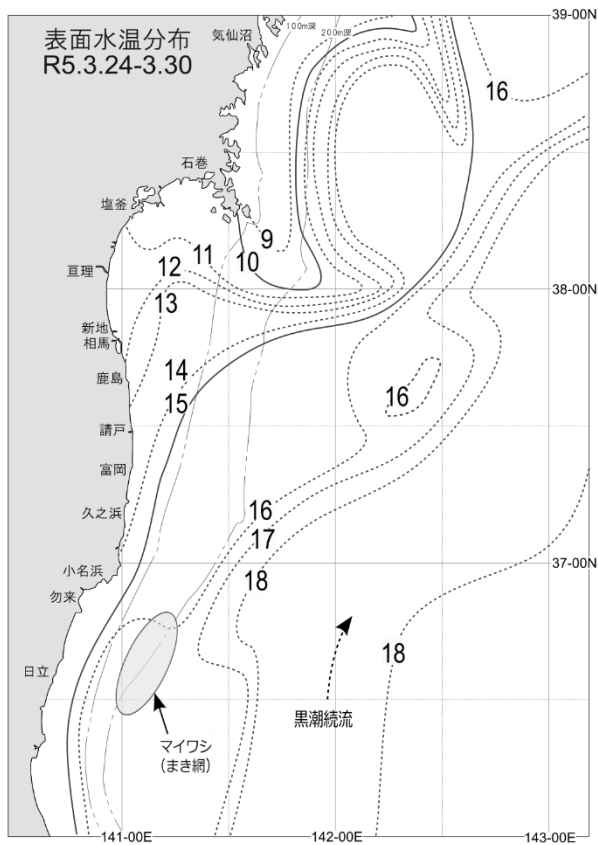 表面水温分布
R5.3.24-3.30
気仙沼
100m深
200m深
39-00N
16
石巻
塩釜
9
10
11
12
亘理
13
38-00N
新地
相馬
鹿島
14
15
16
請戸
富岡
久之浜
16
17
18
37-00N
小名浜
勿来
日立
18
黒潮続流
マイワシ
(まき網)
141-00E
142-00E
143-00E